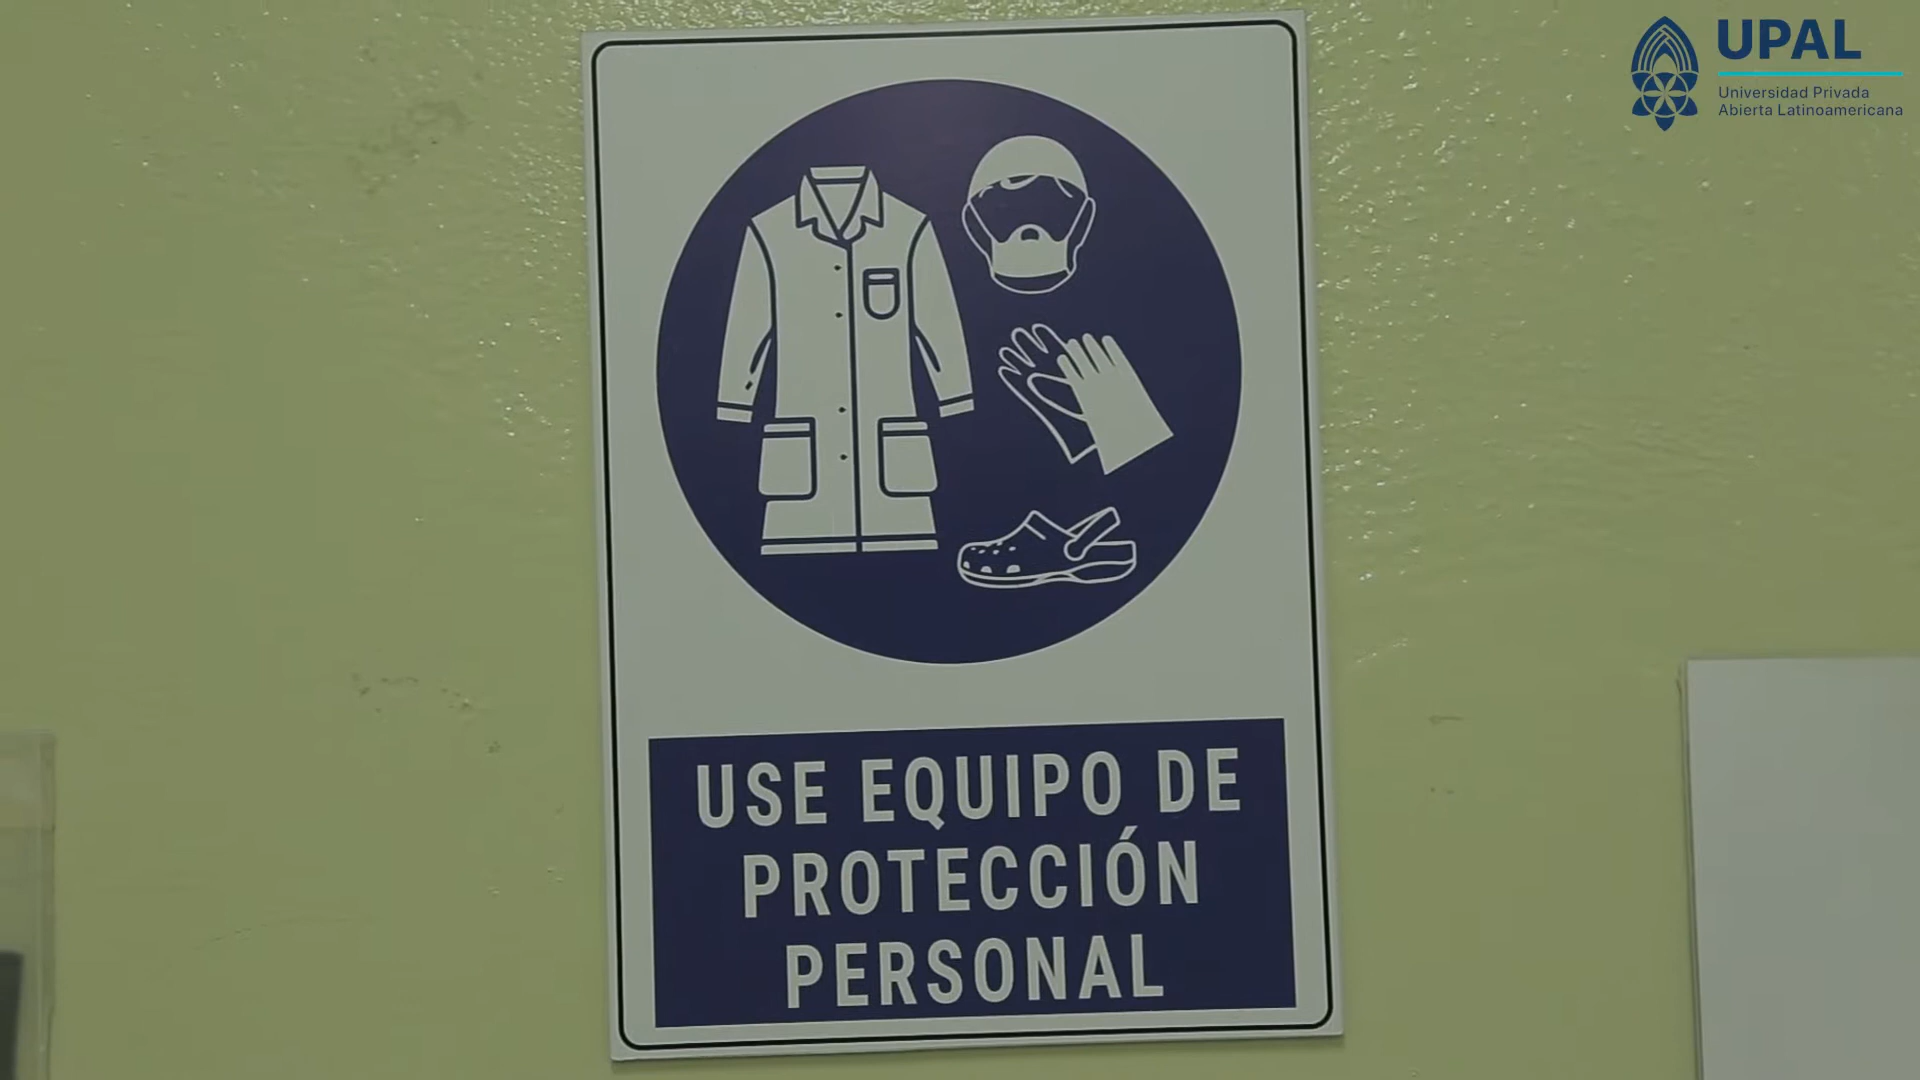 UPAL
Universidad Privada
Abierta Latinoamericana
USE EQUIPO DE
PROTECCIÓN
PERSONAL